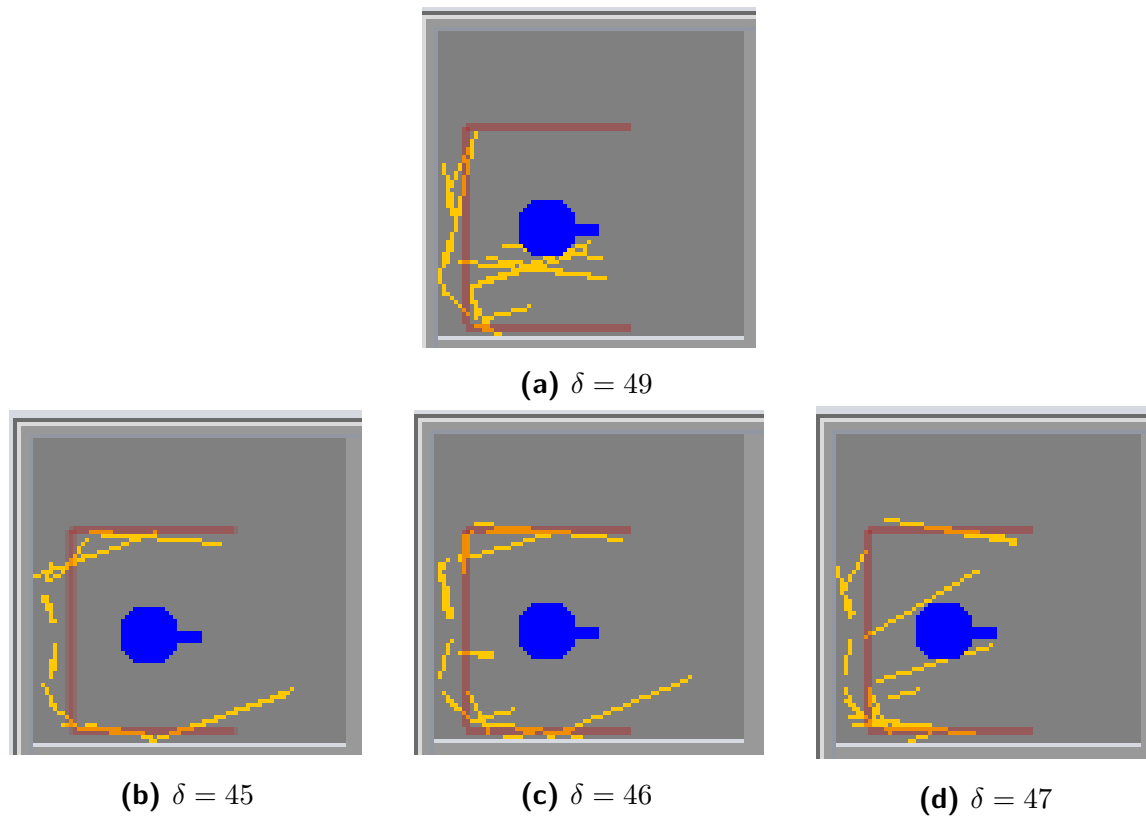 (a) δ = 49
(b) δ = 45
(c) δ = 46
(d) δ = 47